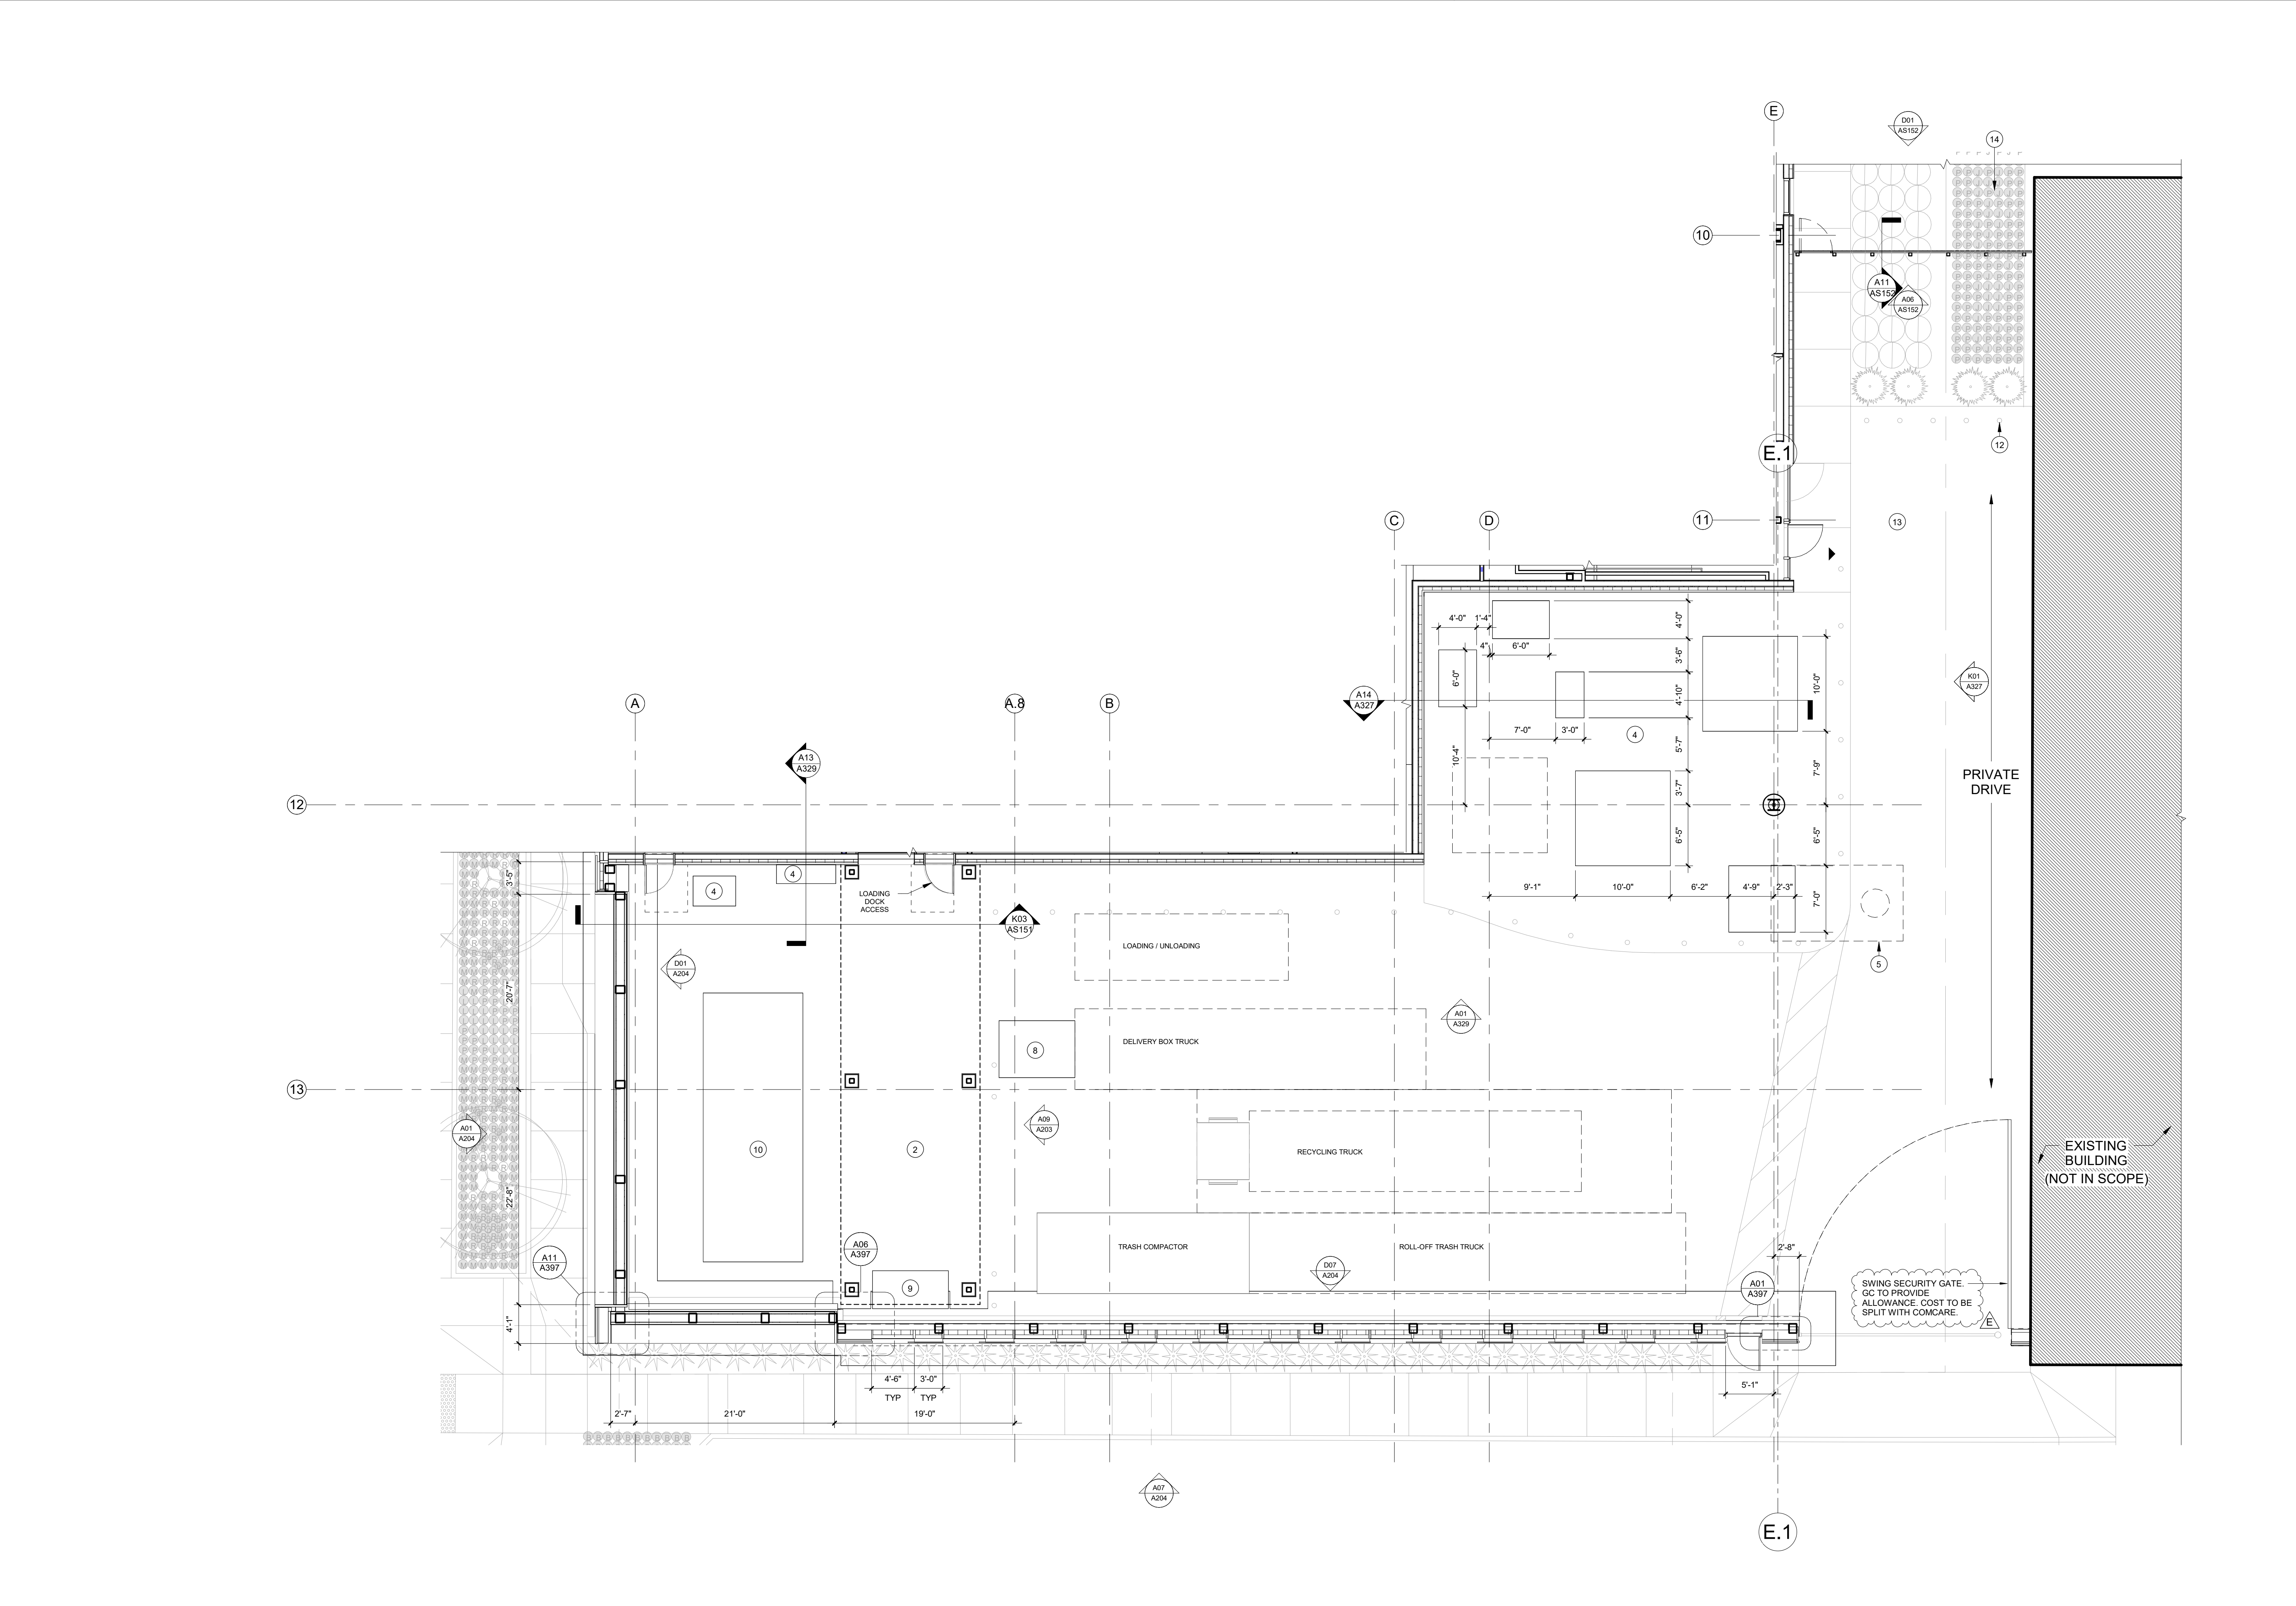 E
D01
AS152
14
10
A11
AS152
A06
AS152
E.1
12
C
D
11
13
4'-0"
1'-4"
4'-0"
4"
6'-0"
3'-6"
6'-0"
4'-10"
10'-0"
K01
A327
A14
A327
A
A.8
B
7'-0"
3'-0"
4
5'-7"
10'-4"
A13
A329
7'-9"
PRIVATE
DRIVE
3'-7"
12
6'-5"
6'-5"
3'-5"
4
4
LOADING
DOCK
ACCESS
9'-1"
10'-0"
6'-2"
4'-9"
2'-3"
7'-0"
K03
AS151
LOADING / UNLOADING
5
D01
A204
20'-7"
A01
A329
DELIVERY BOX TRUCK
8
13
A01
A204
A09
A203
10
2
RECYCLING TRUCK
EXISTING
BUILDING
(NOT IN SCOPE)
22'-8"
A11
A397
A06
A397
TRASH COMPACTOR
ROLL-OFF TRASH TRUCK
2'-8"
D07
A204
9
A01
A397
SWING SECURITY GATE.
GC TO PROVIDE
ALLOWANCE. COST TO BE
SPLIT WITH COMCARE.
E
4'-1"
4'-6"
3'-0"
TYP
TYP
5'-1"
2'-7"
21'-0"
19'-0"
B B B B B B B B B B
A07
A204
E.1